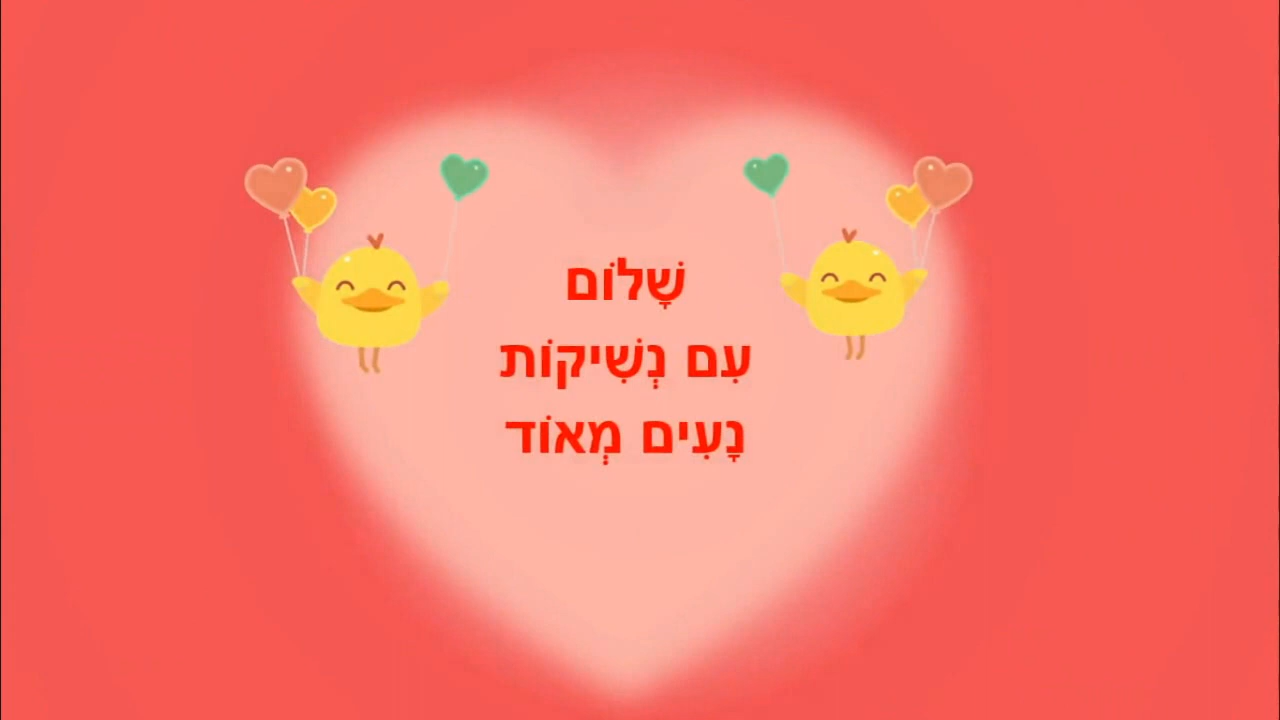 שָׁלוֹם
עִם נְשִׁיקוֹת
נָעִים מְאוֹד